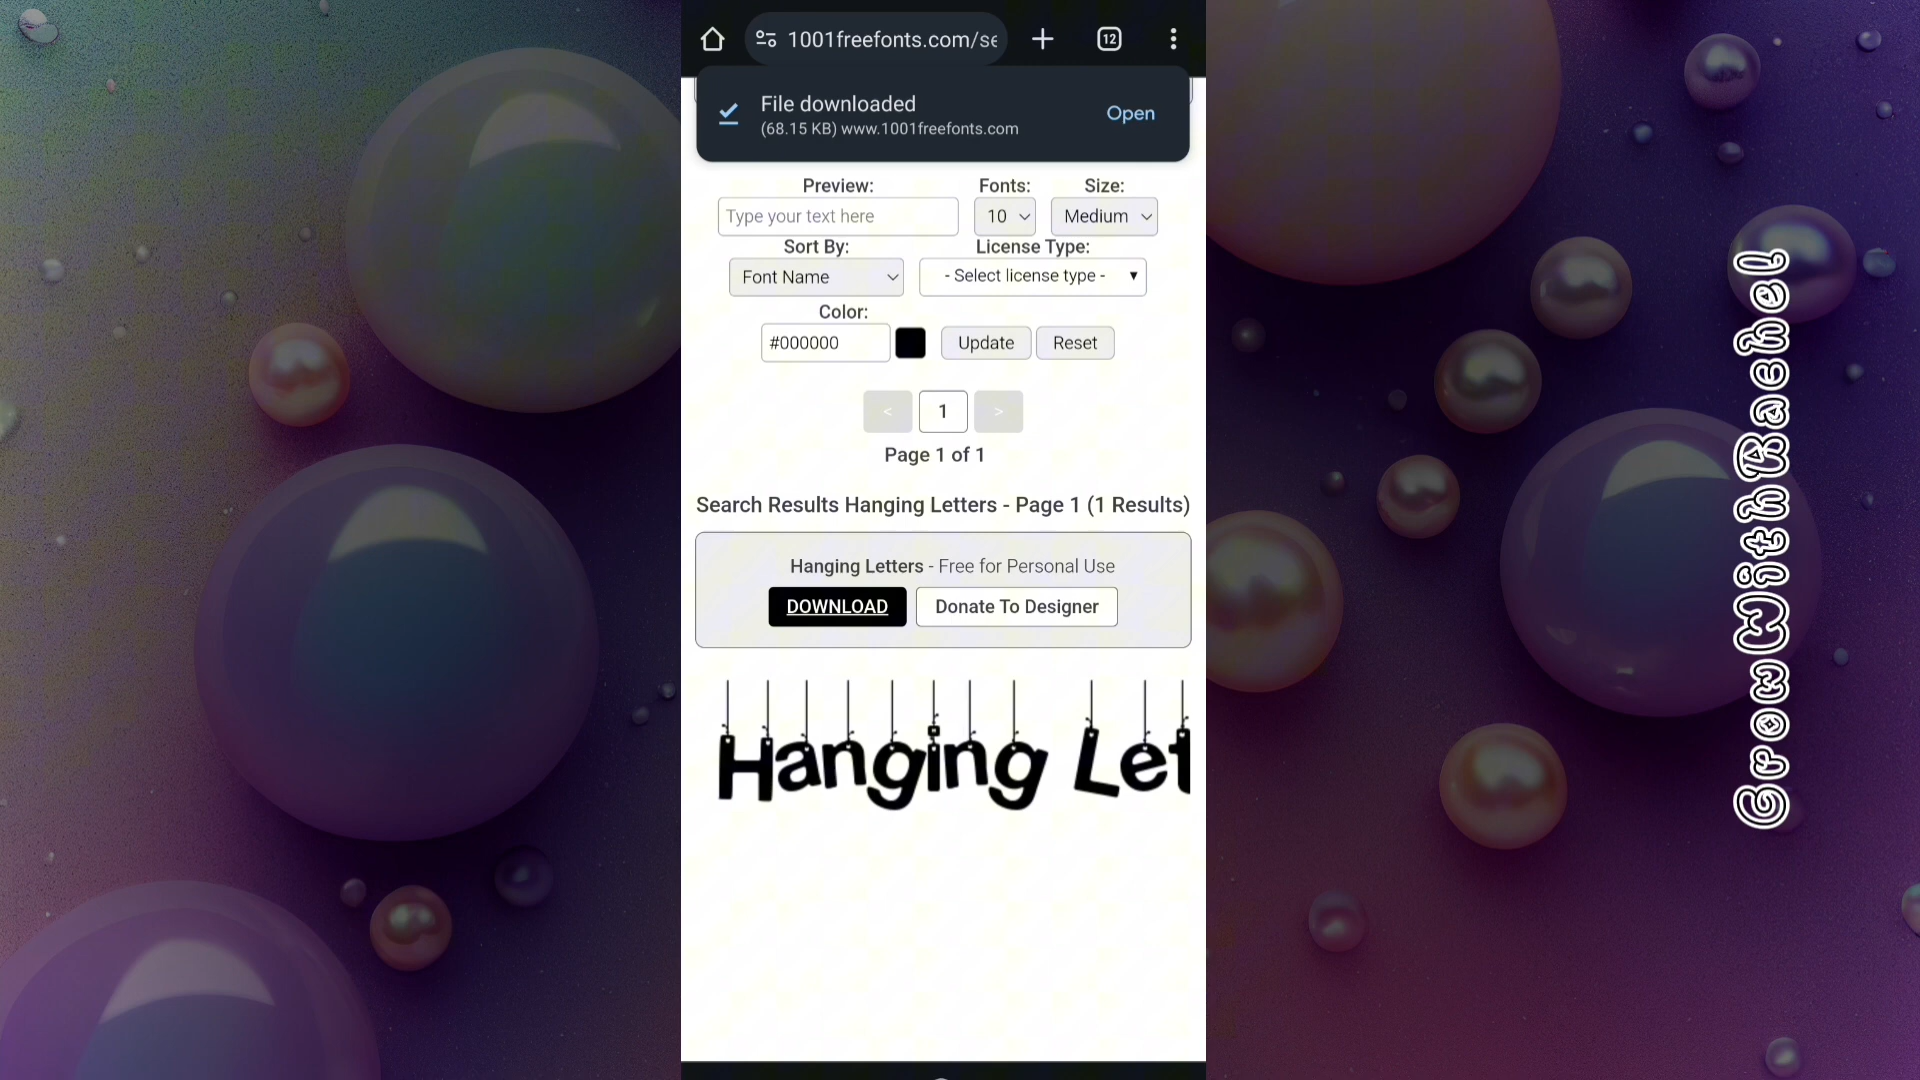 1001freefonts.com/se
12
File downloaded
(68.15 KB) www.1001freefonts.com
Open
Preview: Fonts: Size:
Type your text here 10 Medium
Sort By: License Type:
Font Name - Select license type -
Color:
#000000 Update Reset
< 1 >
Page 1 of 1
Search Results Hanging Letters - Page 1 (1 Results)
Hanging Letters - Free for Personal Use
DOWNLOAD Donate To Designer
Hanging Let
GrowWithRaechel